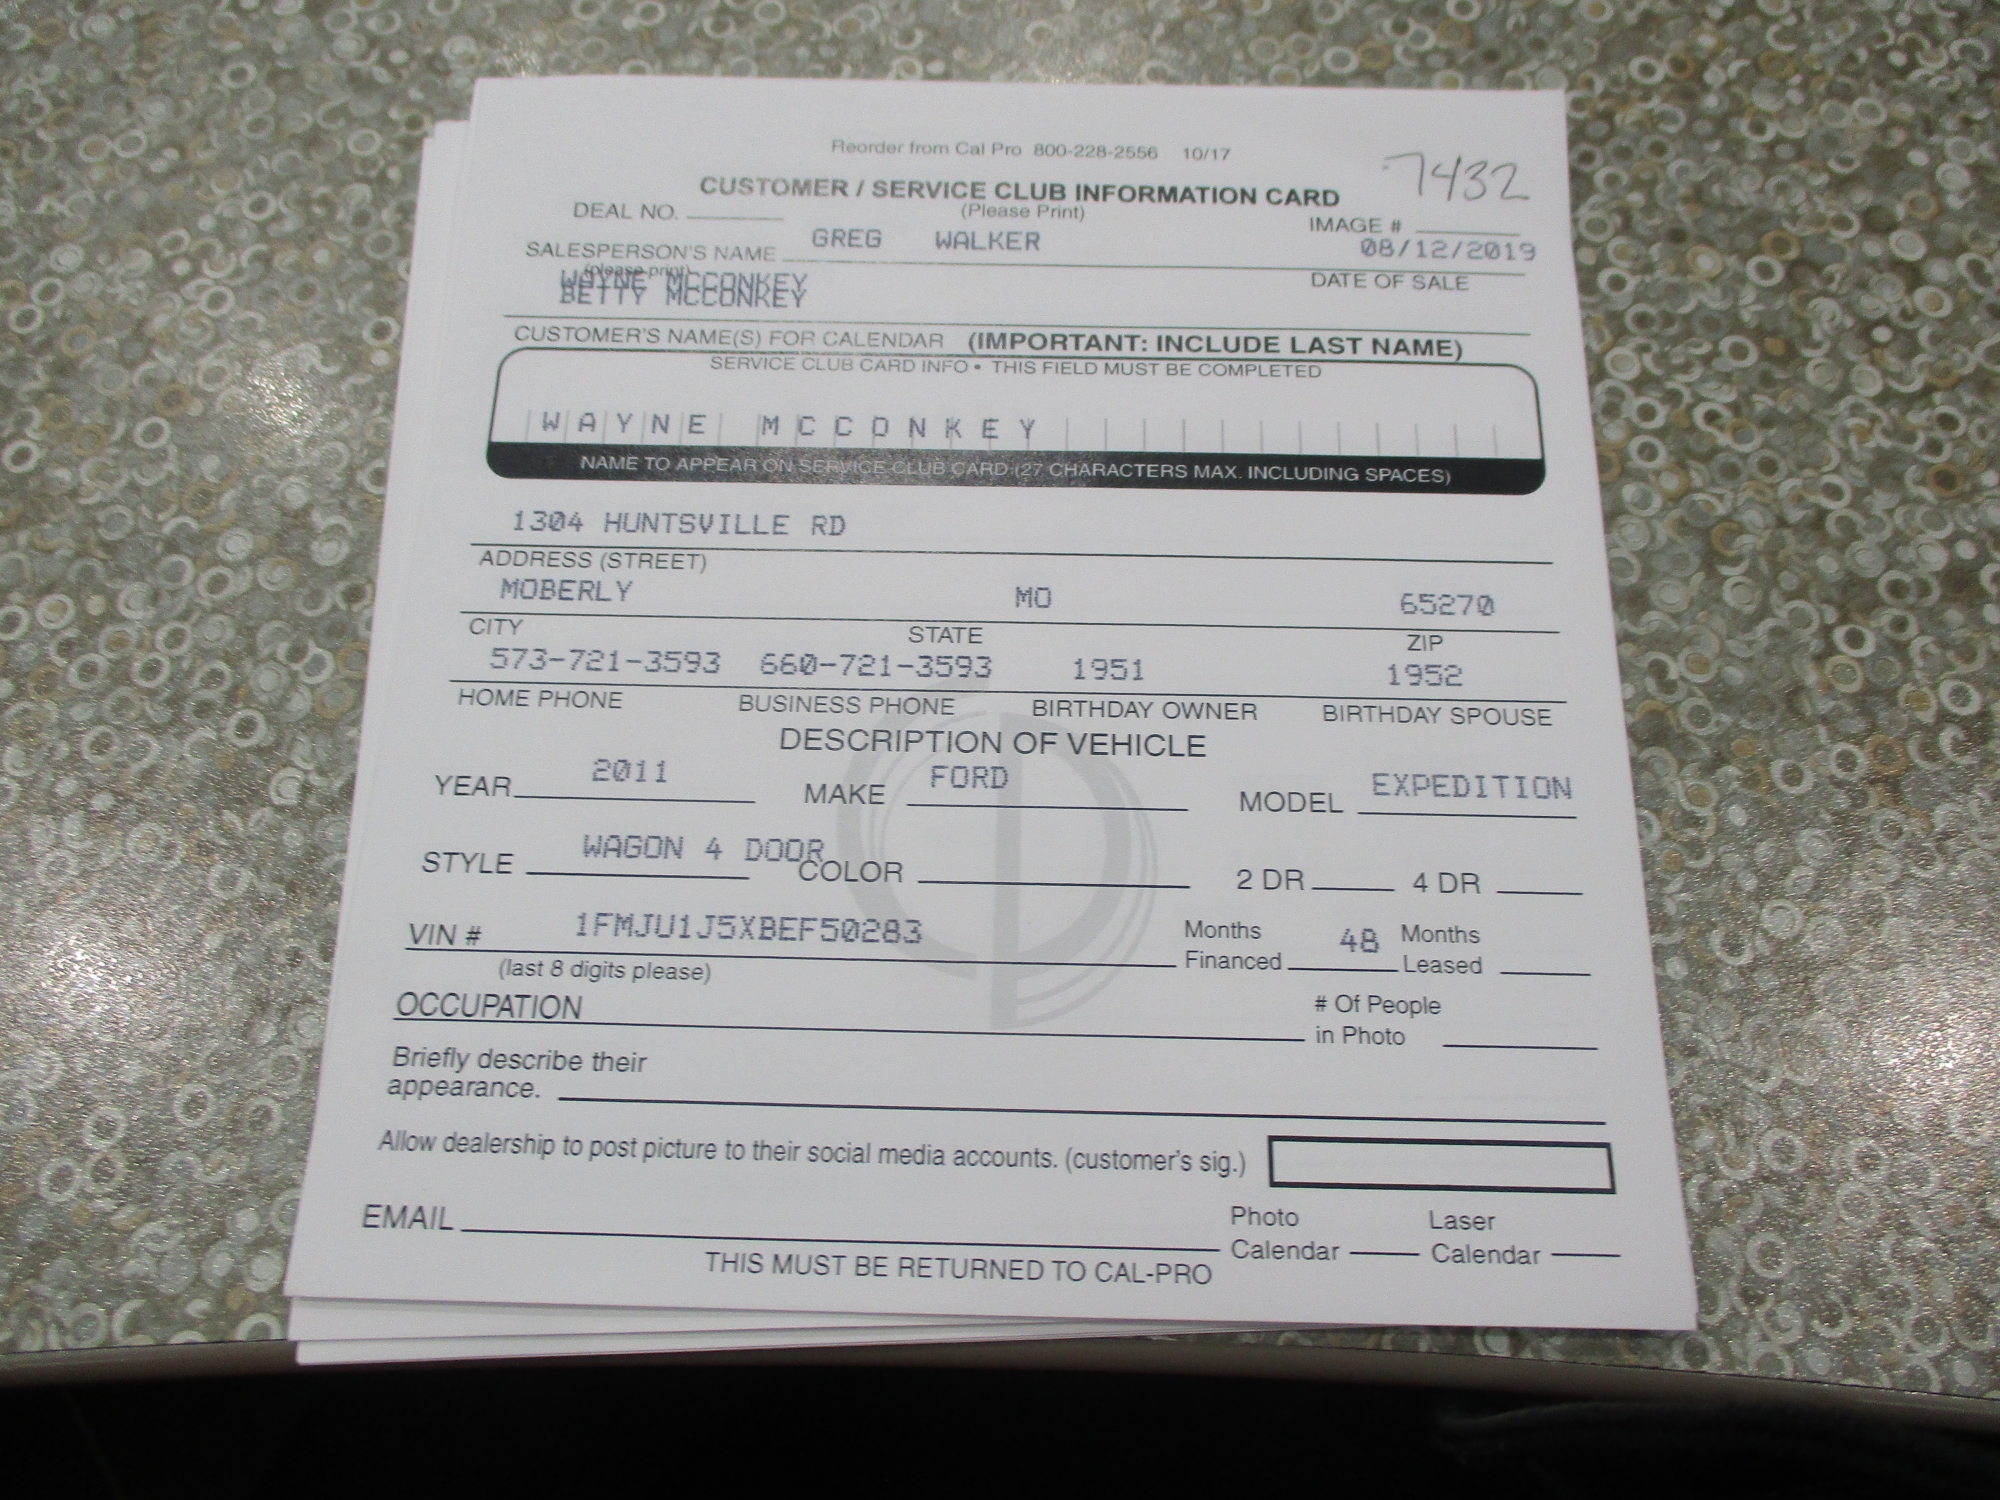 Reorder from Cal Pro 800-228-2556 10/17
7432
CUSTOMER / SERVICE CLUB INFORMATION CARD
(Please Print)
DEAL NO.
IMAGE #
SALESPERSON'S NAME GREG WALKER 08/12/2019
(please print)
DATE OF SALE
WAYNE MCCONKEY
BETTY MCCONKEY
CUSTOMER'S NAME(S) FOR CALENDAR (IMPORTANT: INCLUDE LAST NAME)
SERVICE CLUB CARD INFO • THIS FIELD MUST BE COMPLETED
WAYNE MCCONKEY
NAME TO APPEAR ON SERVICE CLUB CARD (27 CHARACTERS MAX. INCLUDING SPACES)
1304 HUNTSVILLE RD
ADDRESS (STREET)
MOBERLY MO 65270
CITY STATE ZIP
573-721-3593 660-721-3593 1951 1952
HOME PHONE BUSINESS PHONE BIRTHDAY OWNER BIRTHDAY SPOUSE
DESCRIPTION OF VEHICLE
YEAR 2011 MAKE FORD MODEL EXPEDITION
STYLE WAGON 4 DOOR COLOR 2 DR 4 DR
VIN # 1FMJU1J5XBEF50283 Months Financed 48 Months Leased
(last 8 digits please)
OCCUPATION # Of People in Photo
Briefly describe their
appearance.
Allow dealership to post picture to their social media accounts. (customer's sig.)
EMAIL Photo Calendar Laser Calendar
THIS MUST BE RETURNED TO CAL-PRO